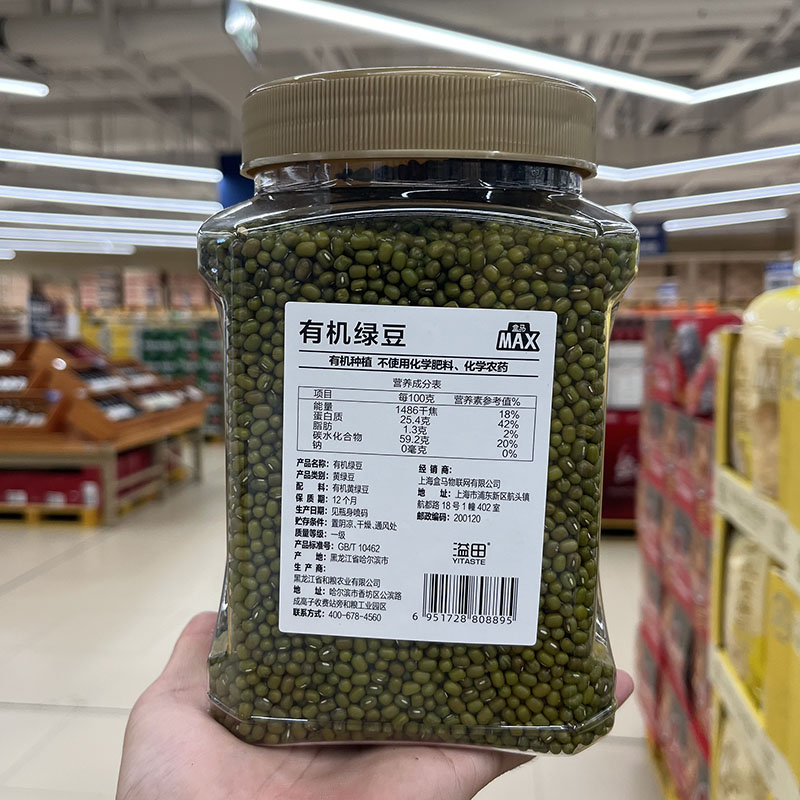 有机绿豆
盒马
MAX
有机种植 不使用化学肥料、化学农药
营养成分表
项目 每100克 营养素参考值%
能量 1486千焦 18%
蛋白质 25.4克 42%
脂肪 1.3克 2%
碳水化合物 59.2克 20%
钠 0毫克 0%
产品名称：有机绿豆
产品类别：黄绿豆
配 料：有机黄绿豆
保 质 期：12个月
生产日期：见瓶身喷码
贮存条件：置阴凉、干燥、通风处
质量等级：一级
产品标准号：GB/T 10462
产 地：黑龙江省哈尔滨市
生 产 商：
黑龙江省和粮农业有限公司
地 址：哈尔滨市香坊区公滨路
成高子收费站旁和粮工业园区
联系方式：400-678-4560
经 销 商：
上海盒马物联网有限公司
地 址：上海市浦东新区航头镇
航都路18号1幢402室
邮政编码：200120
溢田®
YITASTE
6 951728 808895